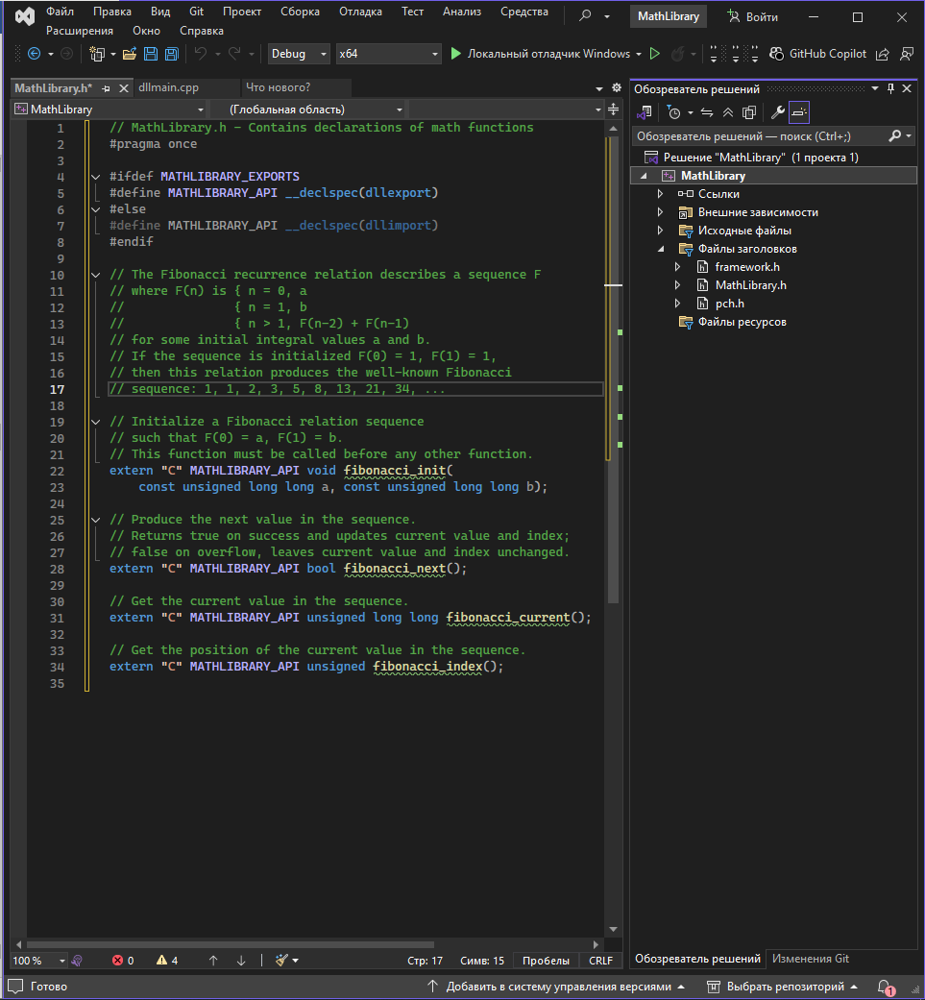 Файл Правка Вид Git Проект Сборка Отладка Тест Анализ Средства MathLibrary Войти
Расширения Окно Справка
Debug x64 Локальный отладчик Windows GitHub Copilot
MathLibrary.h* dllmain.cpp Что нового?
MathLibrary (Глобальная область)
1 // MathLibrary.h - Contains declarations of math functions
2 #pragma once
3
4 #ifdef MATHLIBRARY_EXPORTS
5 #define MATHLIBRARY_API __declspec(dllexport)
6 #else
7 #define MATHLIBRARY_API __declspec(dllimport)
8 #endif
9
10 // The Fibonacci recurrence relation describes a sequence F
11 // where F(n) is { n = 0, a
12 //               { n = 1, b
13 //               { n > 1, F(n-2) + F(n-1)
14 // for some initial integral values a and b.
15 // If the sequence is initialized F(0) = 1, F(1) = 1,
16 // then this relation produces the well-known Fibonacci
17 // sequence: 1, 1, 2, 3, 5, 8, 13, 21, 34, ...
18
19 // Initialize a Fibonacci relation sequence
20 // such that F(0) = a, F(1) = b.
21 // This function must be called before any other function.
22 extern "C" MATHLIBRARY_API void fibonacci_init(
23     const unsigned long long a, const unsigned long long b);
24
25 // Produce the next value in the sequence.
26 // Returns true on success and updates current value and index;
27 // false on overflow, leaves current value and index unchanged.
28 extern "C" MATHLIBRARY_API bool fibonacci_next();
29
30 // Get the current value in the sequence.
31 extern "C" MATHLIBRARY_API unsigned long long fibonacci_current();
32
33 // Get the position of the current value in the sequence.
34 extern "C" MATHLIBRARY_API unsigned fibonacci_index();
35
100 % 0 4 Стр: 17 Симв: 15 Пробелы CRLF
Обозреватель решений
Обозреватель решений — поиск (Ctrl+;)
Решение "MathLibrary" (1 проекта 1)
MathLibrary
Ссылки
Внешние зависимости
Исходные файлы
Файлы заголовков
framework.h
MathLibrary.h
pch.h
Файлы ресурсов
Обозреватель решений Изменения Git
Готово Добавить в систему управления версиями Выбрать репозиторий 1